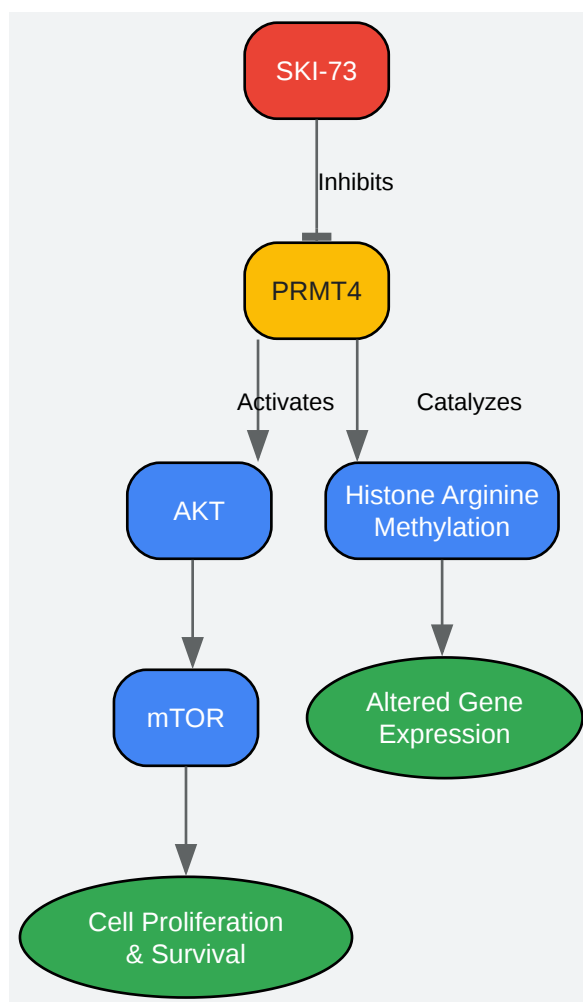 SKI-73
Inhibits
PRMT4
Activates
Catalyzes
AKT
Histone Arginine
Methylation
mTOR
Altered Gene
Expression
Cell Proliferation
& Survival